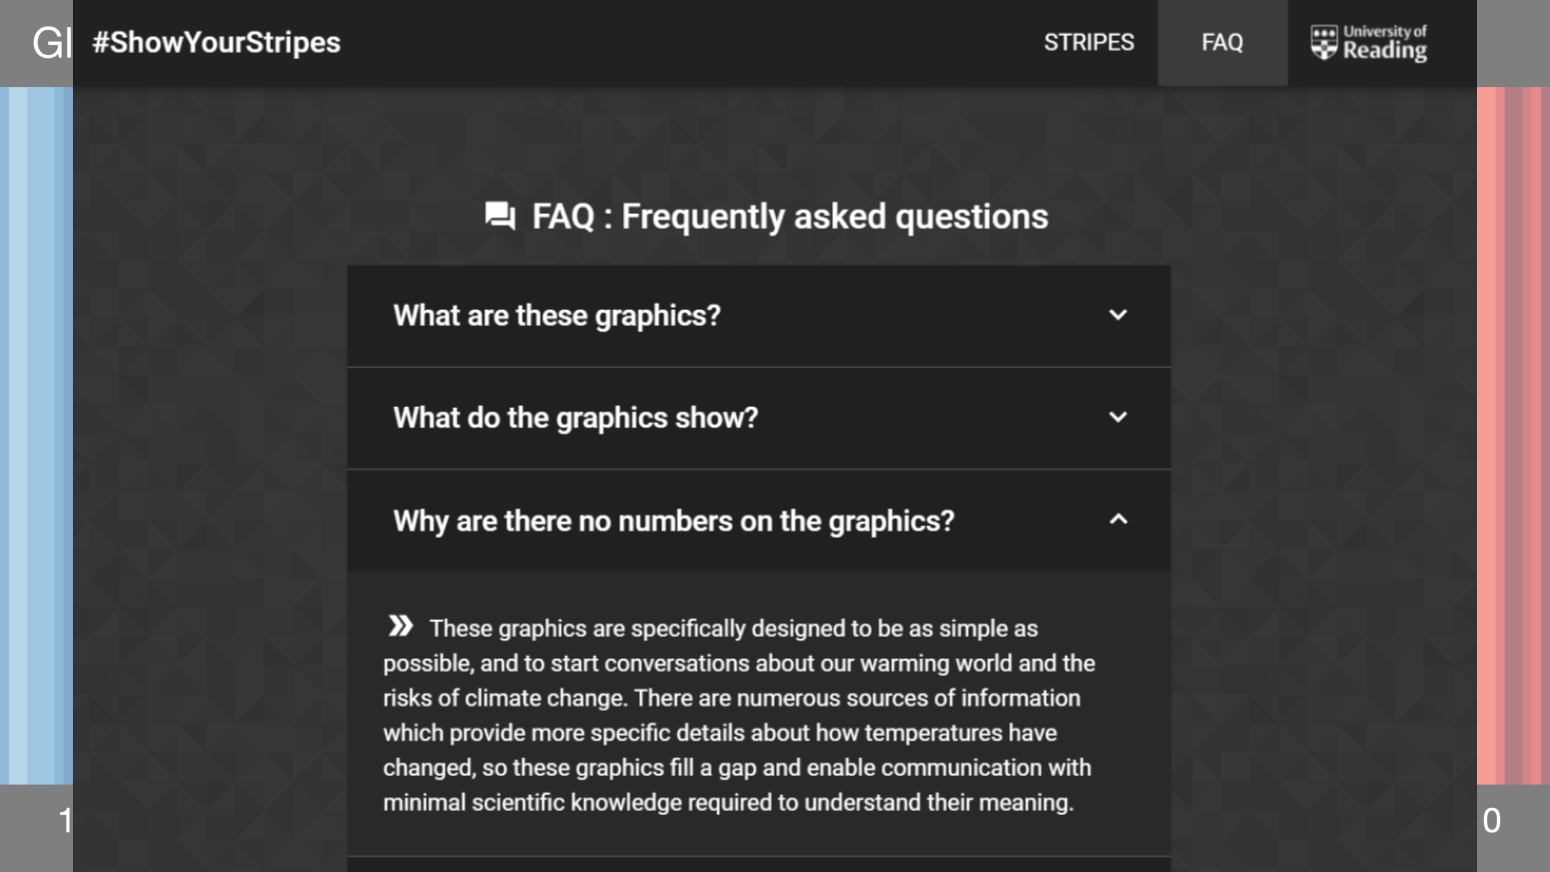 Gl
#ShowYourStripes
STRIPES
FAQ
University of
Reading
FAQ : Frequently asked questions
What are these graphics?
What do the graphics show?
Why are there no numbers on the graphics?
These graphics are specifically designed to be as simple as
possible, and to start conversations about our warming world and the
risks of climate change. There are numerous sources of information
which provide more specific details about how temperatures have
changed, so these graphics fill a gap and enable communication with
minimal scientific knowledge required to understand their meaning.
1
0